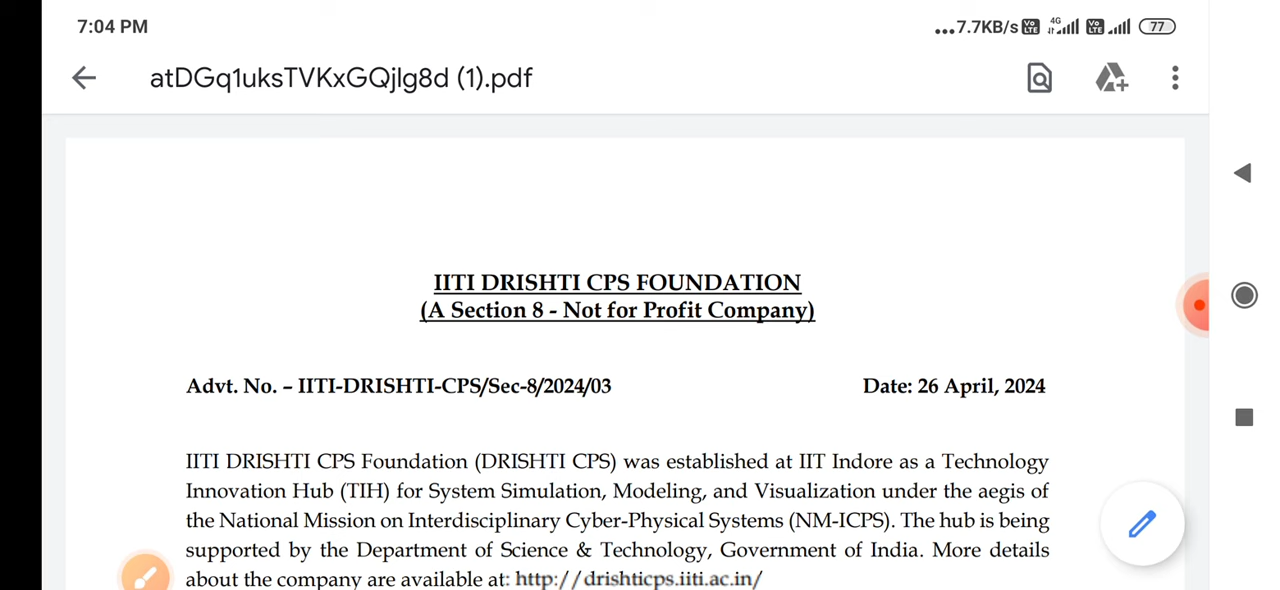 7:04 PM
...7.7KB/s Vo LTE 4G Vo LTE 77
atDGq1uksTVKxGQjlg8d (1).pdf
IITI DRISHTI CPS FOUNDATION
(A Section 8 - Not for Profit Company)
Advt. No. – IITI-DRISHTI-CPS/Sec-8/2024/03 Date: 26 April, 2024
IITI DRISHTI CPS Foundation (DRISHTI CPS) was established at IIT Indore as a Technology
Innovation Hub (TIH) for System Simulation, Modeling, and Visualization under the aegis of
the National Mission on Interdisciplinary Cyber-Physical Systems (NM-ICPS). The hub is being
supported by the Department of Science & Technology, Government of India. More details
about the company are available at: http://drishticps.iiti.ac.in/